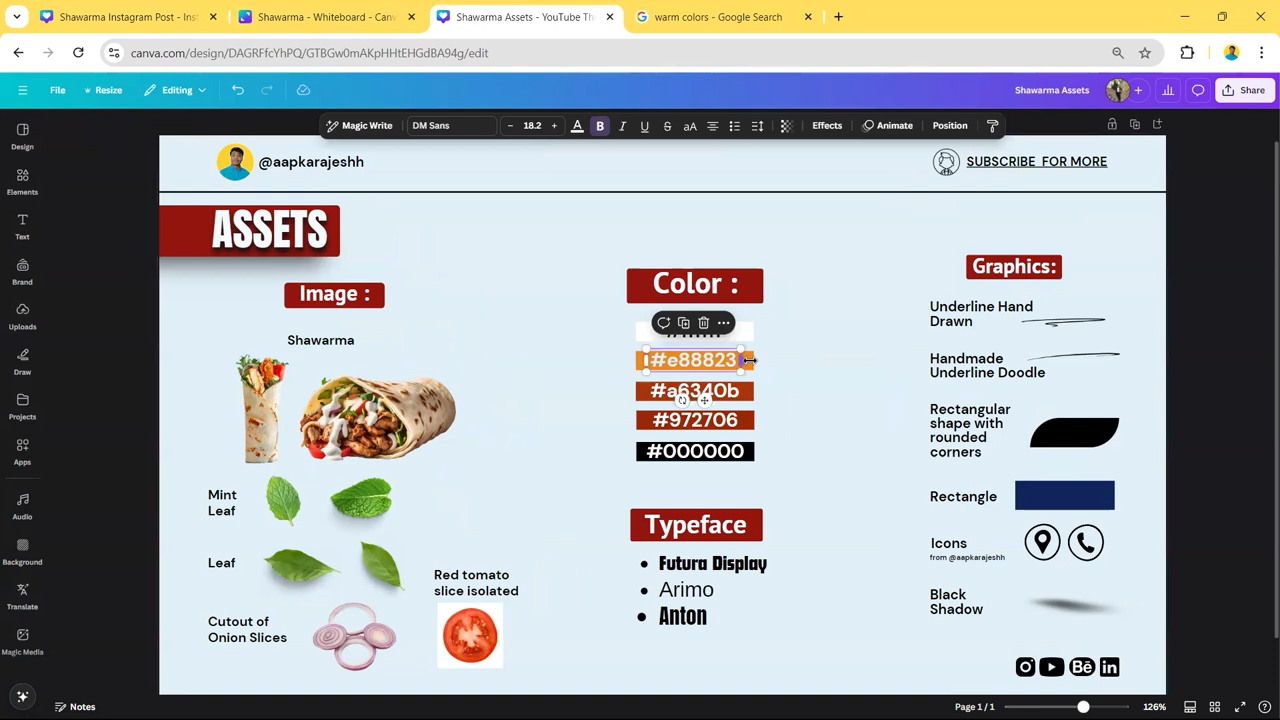 Shawarma Instagram Post - Inst
Shawarma - Whiteboard - Canv
Shawarma Assets - YouTube Th
warm colors - Google Search
canva.com/design/DAGRFfcYhPQ/GTBGw0mAKpHHtEHGdBA94g/edit
File
Resize
Editing
Shawarma Assets
Share
Magic Write
DM Sans
18.2
B
I
U
S
aA
Effects
Animate
Position
Design
Elements
Text
Brand
Uploads
Draw
Projects
Apps
Audio
Background
Translate
Magic Media
@aapkarajeshh
SUBSCRIBE FOR MORE
ASSETS
Image :
Shawarma
Mint
Leaf
Leaf
Cutout of
Onion Slices
Red tomato
slice isolated
Color :
#e88823
#a6340b
#972706
#000000
Typeface
Futura Display
Arimo
Anton
Graphics:
Underline Hand
Drawn
Handmade
Underline Doodle
Rectangular
shape with
rounded
corners
Rectangle
Icons
from @aapkarajeshh
Black
Shadow
Bē
in
Notes
Page 1 / 1
126%